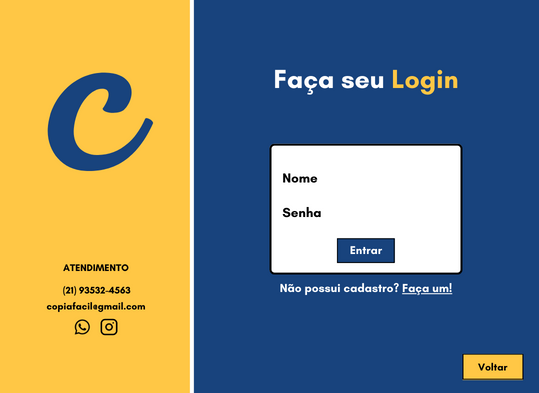 C
ATENDIMENTO
(21) 93532-4563
copiafacil@gmail.com
Faça seu Login
Nome
Senha
Entrar
Não possui cadastro? Faça um!
Voltar